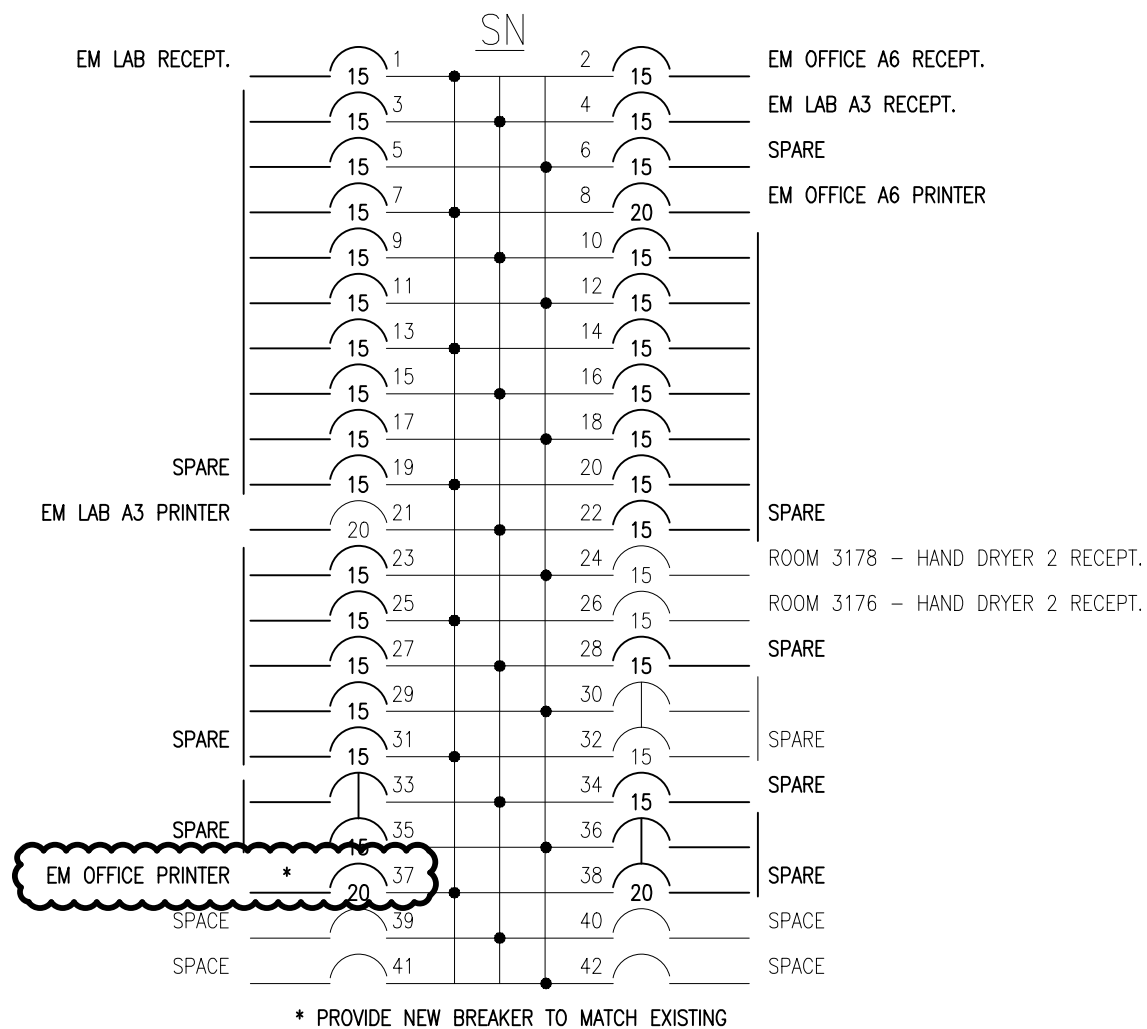 SN
EM LAB RECEPT. 15 1 2 15 EM OFFICE A6 RECEPT.
15 3 4 15 EM LAB A3 RECEPT.
15 5 6 15 SPARE
15 7 8 20 EM OFFICE A6 PRINTER
15 9 10 15
15 11 12 15
15 13 14 15
15 15 16 15
15 17 18 15
SPARE 15 19 20 15
EM LAB A3 PRINTER 20 21 22 15 SPARE
15 23 24 15 ROOM 3178 – HAND DRYER 2 RECEPT.
15 25 26 15 ROOM 3176 – HAND DRYER 2 RECEPT.
15 27 28 15 SPARE
15 29 30
SPARE 15 31 32 15 SPARE
33 34 15 SPARE
SPARE 15 35 36
EM OFFICE PRINTER * 20 37 38 20 SPARE
SPACE 39 40 SPACE
SPACE 41 42 SPACE
* PROVIDE NEW BREAKER TO MATCH EXISTING